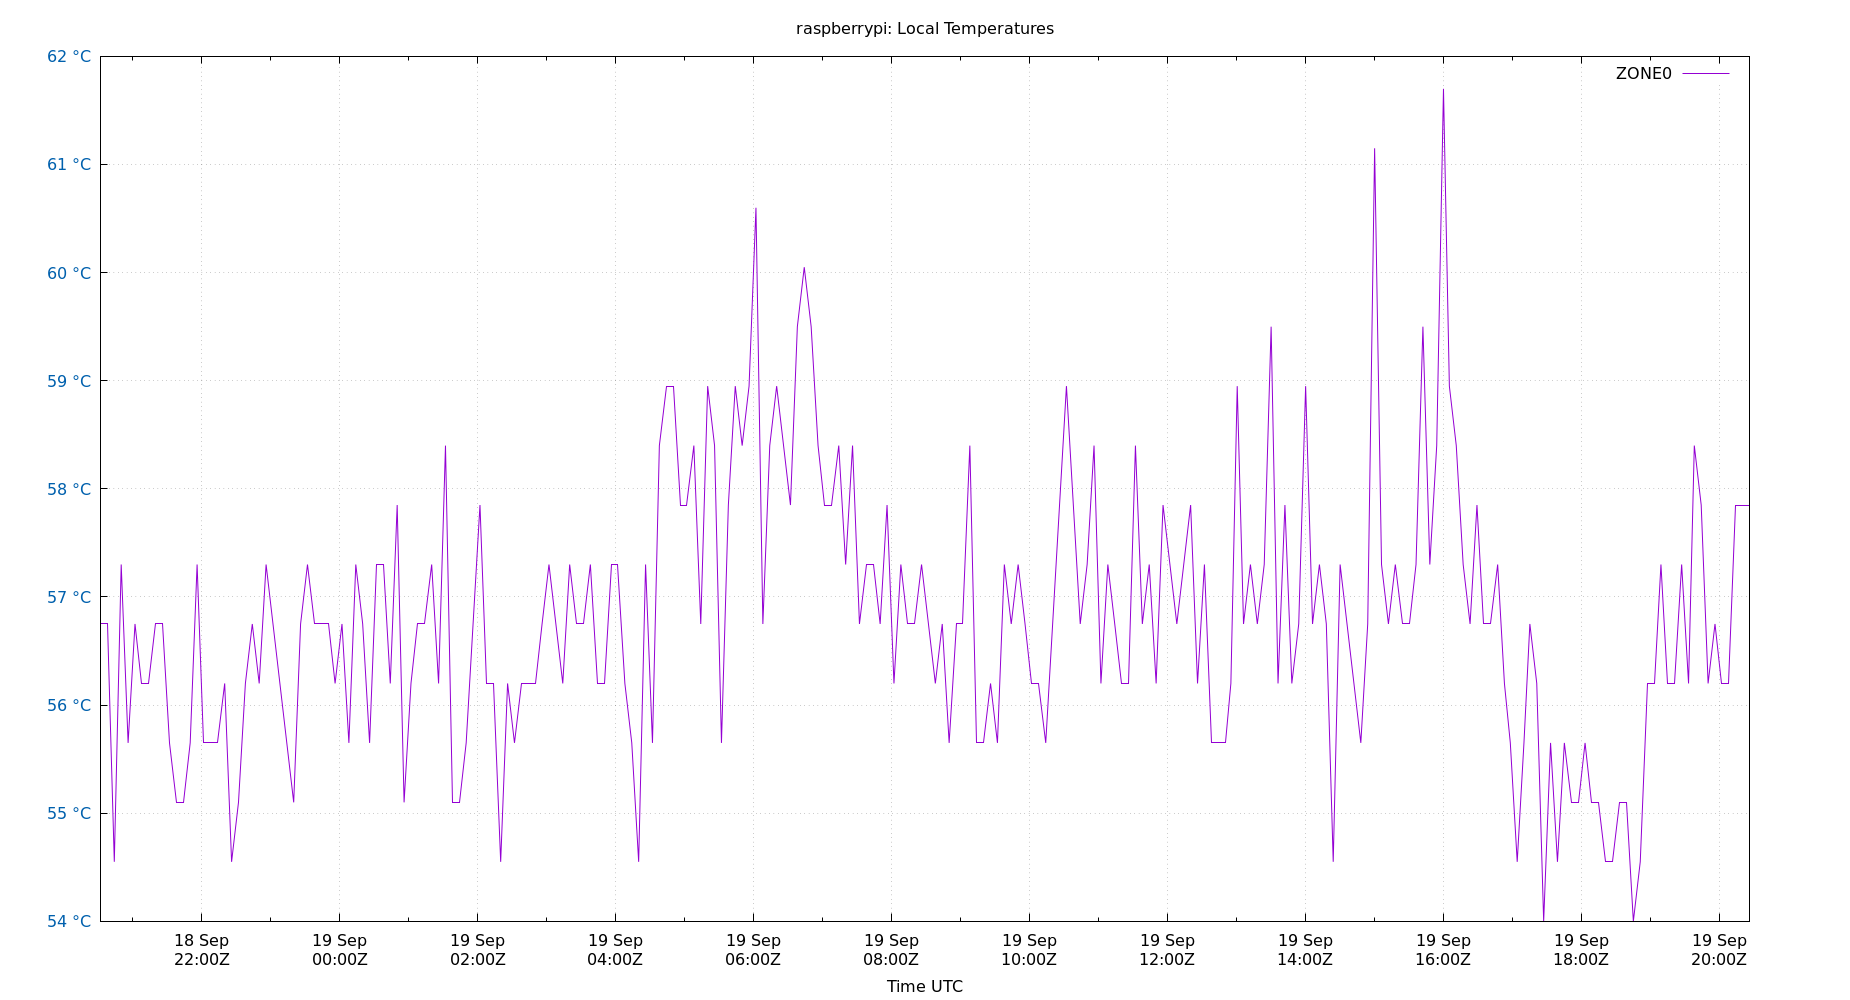 raspberrypi: Local Temperatures
62 °C
ZONE0
61 °C
60 °C
59 °C
58 °C
57 °C
56 °C
55 °C
54 °C
18 Sep 19 Sep 19 Sep 19 Sep 19 Sep 19 Sep 19 Sep 19 Sep 19 Sep 19 Sep 19 Sep 19 Sep
22:00Z 00:00Z 02:00Z 04:00Z 06:00Z 08:00Z 10:00Z 12:00Z 14:00Z 16:00Z 18:00Z 20:00Z
Time UTC